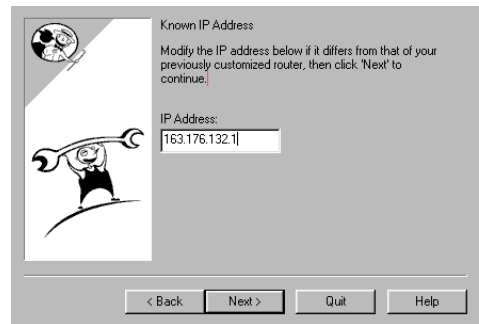 Known IP Address
Modify the IP address below if it differs from that of your
previously customized router, then click 'Next' to
continue.
IP Address:
163.176.132.1
< Back
Next >
Quit
Help